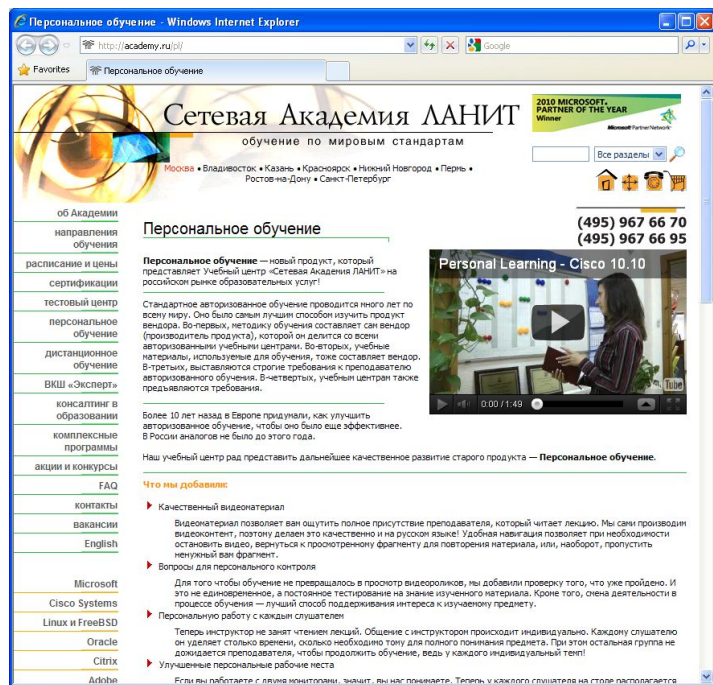 Персональное обучение - Windows Internet Explorer
http://academy.ru/pl/
Google
Favorites
Персональное обучение
Сетевая Академия ЛАНИТ
обучение по мировым стандартам
Москва • Владивосток • Казань • Красноярск • Нижний Новгород • Пермь •
Ростов-на-Дону • Санкт-Петербург
2010 MICROSOFT.
PARTNER OF THE YEAR
Winner
Microsoft Partner Network
Все разделы
(495) 967 66 70
(495) 967 66 95
об Академии
направления
обучения
расписание и цены
сертификации
тестовый центр
персональное
обучение
дистанционное
обучение
ВКШ «Эксперт»
консалтинг в
образовании
комплексные
программы
акции и конкурсы
FAQ
контакты
вакансии
English
Microsoft
Cisco Systems
Linux и FreeBSD
Oracle
Citrix
Adobe
Персональное обучение
Персональное обучение — новый продукт, который
представляет Учебный центр «Сетевая Академия ЛАНИТ» на
российском рынке образовательных услуг!
Стандартное авторизованное обучение проводится много лет по
всему миру. Оно было самым лучшим способом изучить продукт
вендора. Во-первых, методику обучения составляет сам вендор
(производитель продукта), которой он делится со всеми
авторизованными учебными центрами. Во-вторых, учебные
материалы, используемые для обучения, тоже составляет вендор.
В-третьих, выставляются строгие требования к преподавателю
авторизованного обучения. В-четвертых, учебным центрам также
предъявляются требования.
Personal Learning - Cisco 10.10
Tube
0:00 / 1:49
Более 10 лет назад в Европе придумали, как улучшить
авторизованное обучение, чтобы оно было еще эффективнее.
В России аналогов не было до этого года.
Наш учебный центр рад представить дальнейшее качественное развитие старого продукта — Персональное обучение.
Что мы добавили:
Качественный видеоматериал
Видеоматериал позволяет вам ощутить полное присутствие преподавателя, который читает лекцию. Мы сами производим
видеоконтент, поэтому делаем это качественно и на русском языке! Удобная навигация позволяет при необходимости
остановить видео, вернуться к просмотренному фрагменту для повторения материала, или, наоборот, пропустить
ненужный вам фрагмент.
Вопросы для персонального контроля
Для того чтобы обучение не превращалось в просмотр видеороликов, мы добавили проверку того, что уже пройдено. И
это не единовременное, а постоянное тестирование на знание изученного материала. Кроме того, смена деятельности в
процессе обучения — лучший способ поддерживания интереса к изучаемому предмету.
Персональную работу с каждым слушателем
Теперь инструктор не занят чтением лекций. Общение с инструктором происходит индивидуально. Каждому слушателю
он уделяет столько времени, сколько необходимо тому для полного понимания предмета. При этом остальная группа не
дожидается преподавателя, чтобы продолжить обучение, ведь у каждого индивидуальный темп!
Улучшенные персональные рабочие места
Если вы работаете с двумя мониторами, значит, вы нас понимаете. Теперь у каждого слушателя на столе располагается